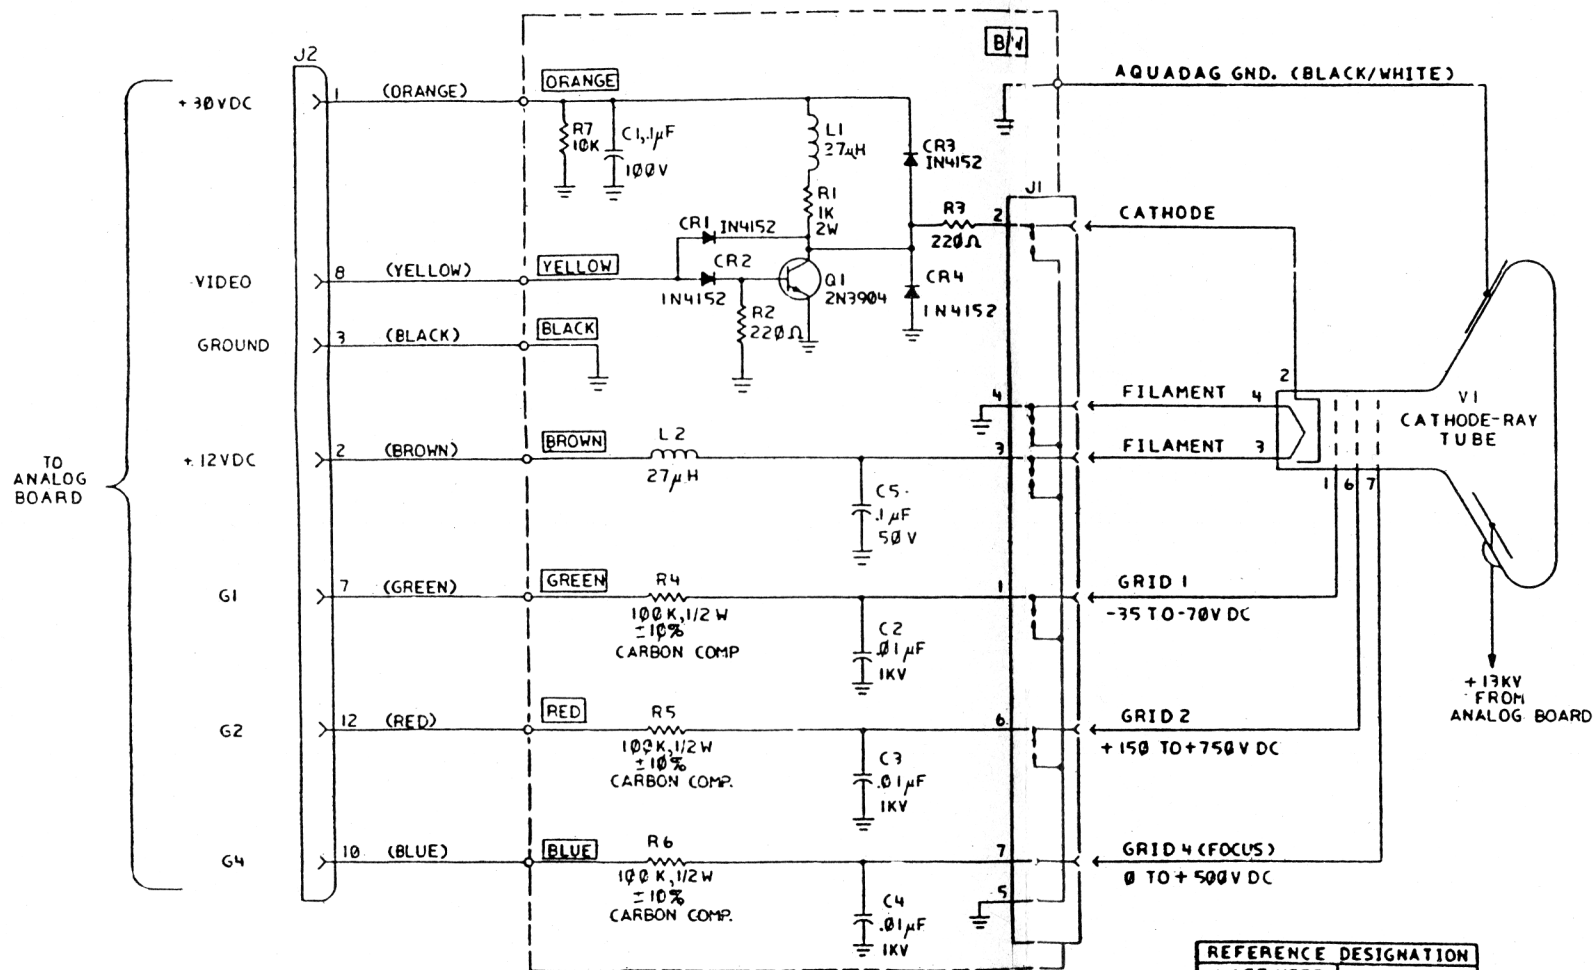 J2
B/W
AQUADAG GND. (BLACK/WHITE)
+30VDC
1
(ORANGE)
ORANGE
R7
10K
C1,.1µF
100V
L1
27µH
CR3
IN4152
R1
1K
2W
J1
R3
220Ω
2
CATHODE
CR1
IN4152
CR2
IN4152
VIDEO
8
(YELLOW)
YELLOW
Q1
2N3904
CR4
IN4152
R2
220Ω
GROUND
3
(BLACK)
BLACK
4
FILAMENT
4
2
V1
CATHODE-RAY
TUBE
TO
ANALOG
BOARD
+12VDC
2
(BROWN)
BROWN
L2
27µH
3
FILAMENT
3
1
6
7
C5
.1µF
50V
G1
7
(GREEN)
GREEN
R4
100K,1/2W
±10%
CARBON COMP
1
GRID 1
-35 TO -70V DC
C2
.01µF
1KV
+13KV
FROM
ANALOG BOARD
G2
12
(RED)
RED
R5
100K,1/2W
±10%
CARBON COMP.
6
GRID 2
+150 TO +750V DC
C3
.01µF
1KV
G4
10
(BLUE)
BLUE
R6
100K,1/2W
±10%
CARBON COMP.
7
GRID 4 (FOCUS)
0 TO +500V DC
5
C4
.01µF
1KV
REFERENCE DESIGNATION